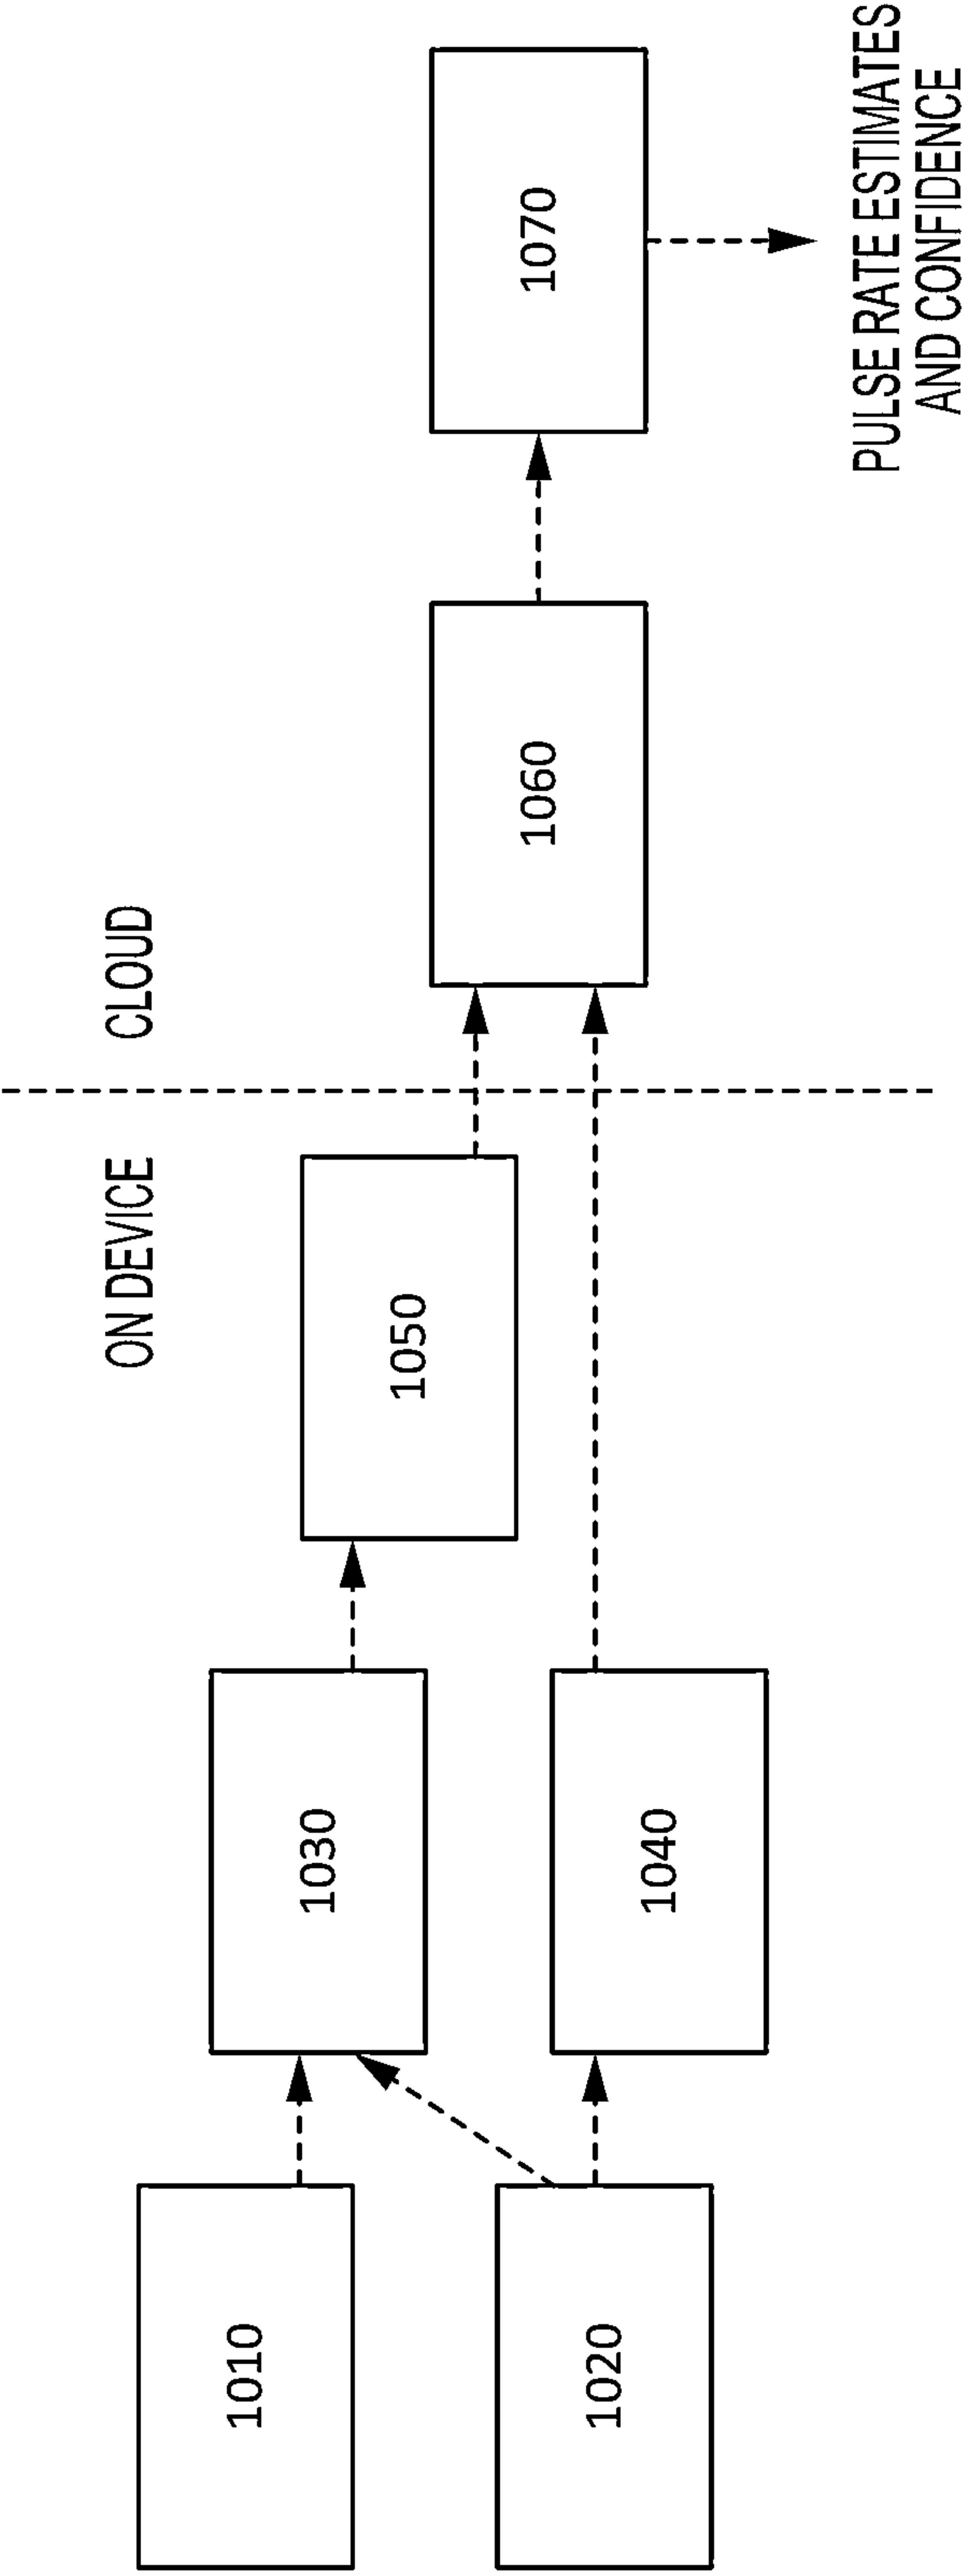 ON DEVICE
CLOUD
1010
1020
1030
1040
1050
1060
1070
PULSE RATE ESTIMATES
AND CONFIDENCE